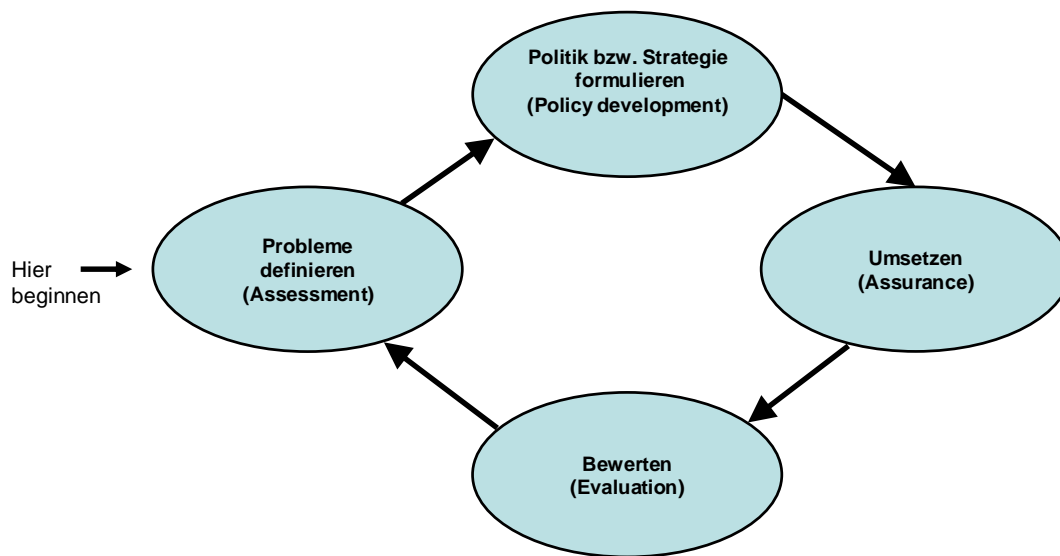 Politik bzw. Strategie
formulieren
(Policy development)
Probleme
definieren
(Assessment)
Hier
beginnen
Umsetzen
(Assurance)
Bewerten
(Evaluation)